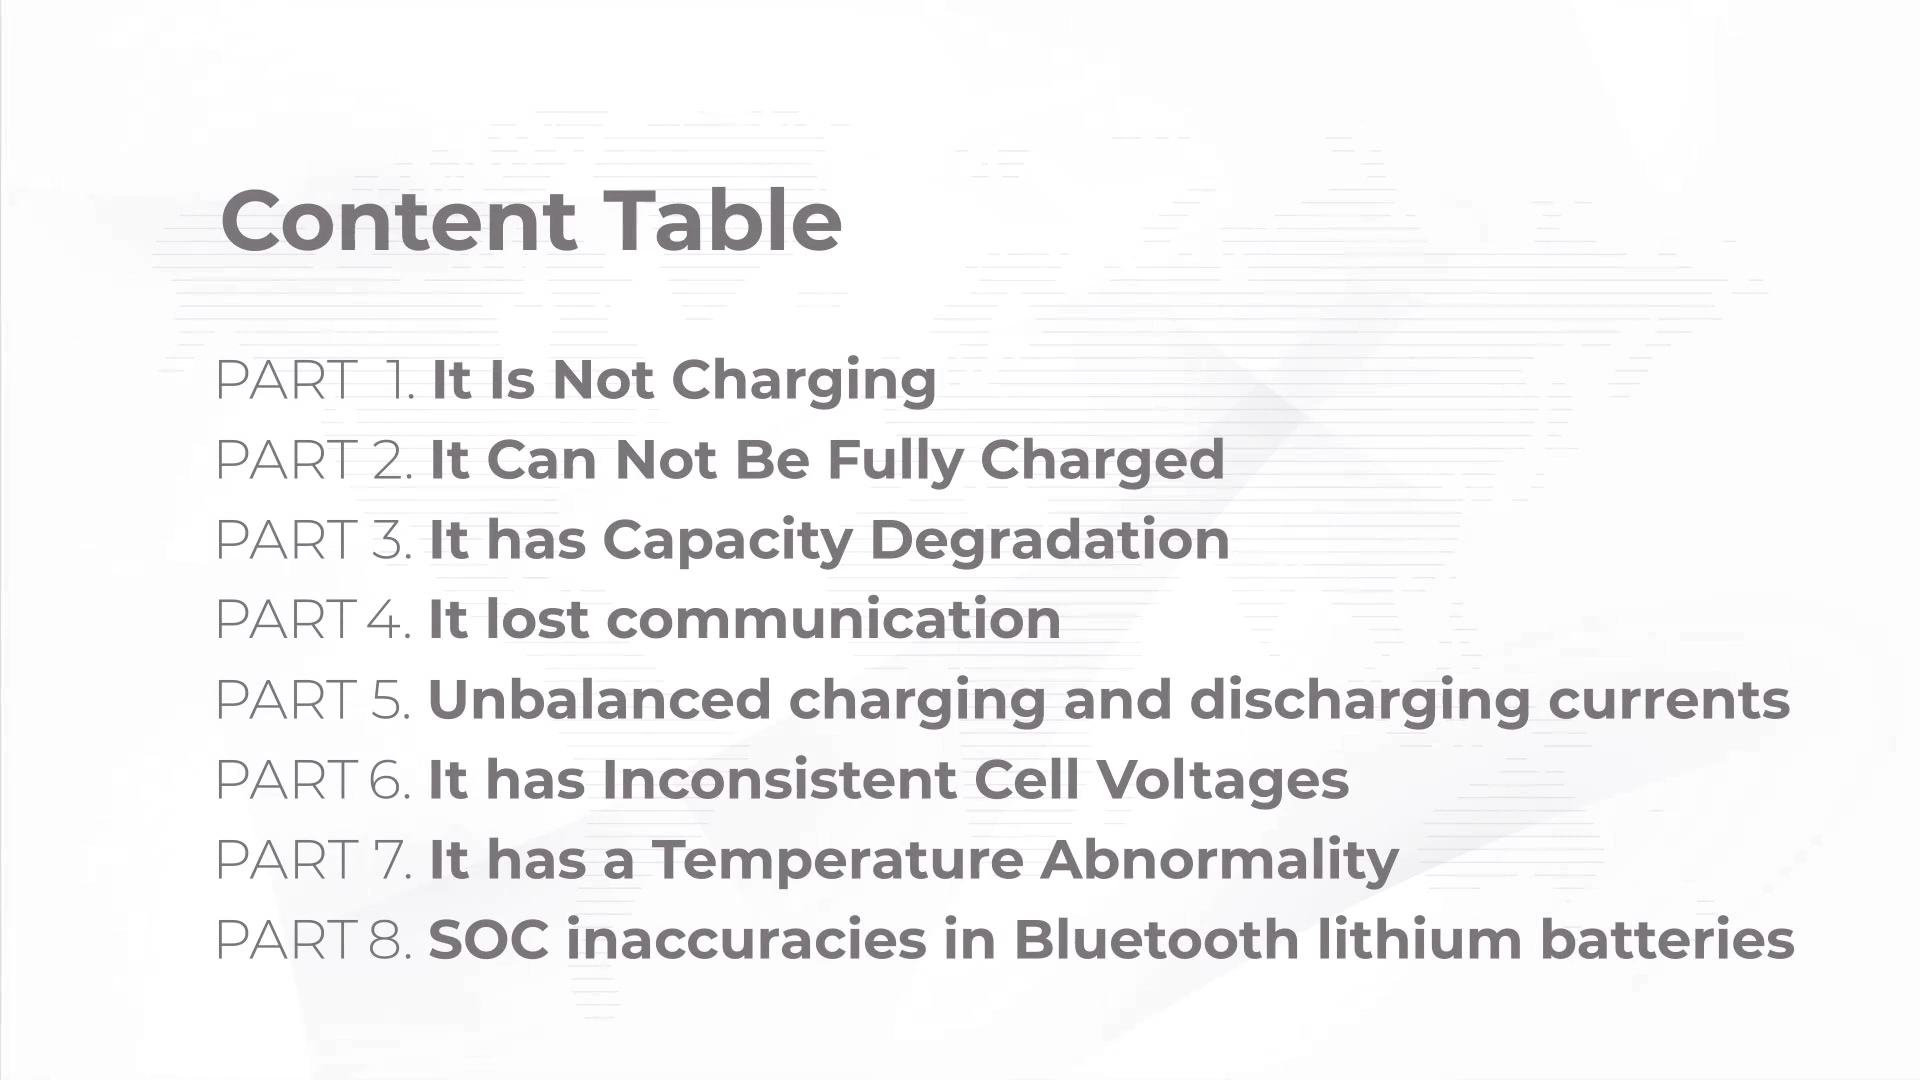 Content Table
PART 1. It Is Not Charging
PART 2. It Can Not Be Fully Charged
PART 3. It has Capacity Degradation
PART 4. It lost communication
PART 5. Unbalanced charging and discharging currents
PART 6. It has Inconsistent Cell Voltages
PART 7. It has a Temperature Abnormality
PART 8. SOC inaccuracies in Bluetooth lithium batteries